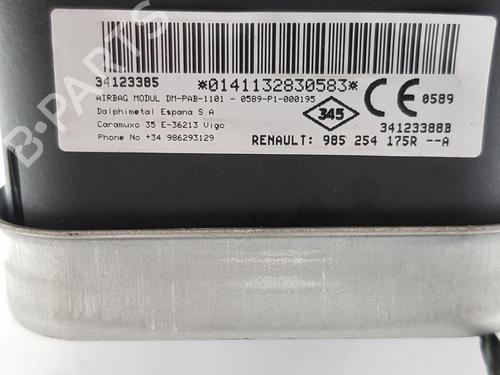 34123385
*0141132830583*
AIRBAG MODUL DM-PAB-1101 - 0589-P1-000195
Dalphimetal Espana S.A.
Caramuxo 35 E-36213 Vigo
Phone No +34 986293129
345
CE 0589
34123388B
RENAULT: 985 254 175R --A
B-PARTS